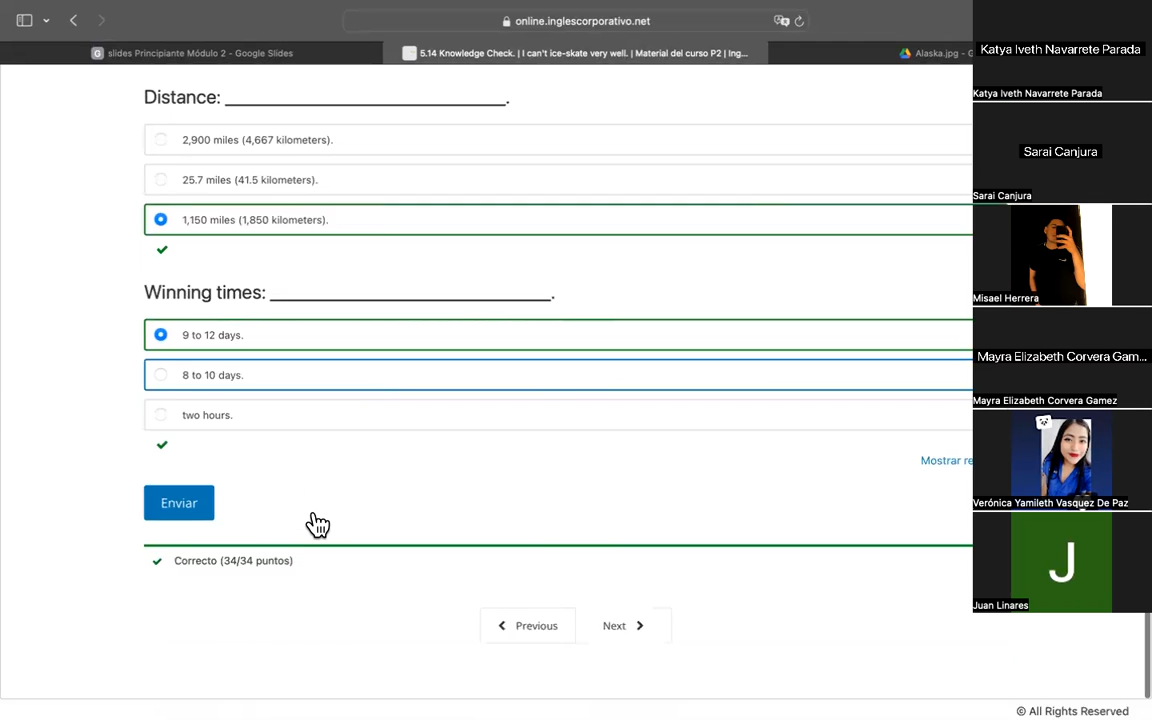 online.inglescorporativo.net
slides Principiante Módulo 2 - Google Slides
5.14 Knowledge Check. | I can't ice-skate very well. | Material del curso P2 | Ing...
Alaska.jpg - G
Distance: ____________________________.
2,900 miles (4,667 kilometers).
25.7 miles (41.5 kilometers).
1,150 miles (1,850 kilometers).
Winning times: ____________________________.
9 to 12 days.
8 to 10 days.
two hours.
Mostrar re
Enviar
Correcto (34/34 puntos)
Previous
Next
© All Rights Reserved
Katya Iveth Navarrete Parada
Katya Iveth Navarrete Parada
Sarai Canjura
Sarai Canjura
Misael Herrera
Mayra Elizabeth Corvera Gam...
Mayra Elizabeth Corvera Gamez
Verónica Yamileth Vasquez De Paz
J
Juan Linares